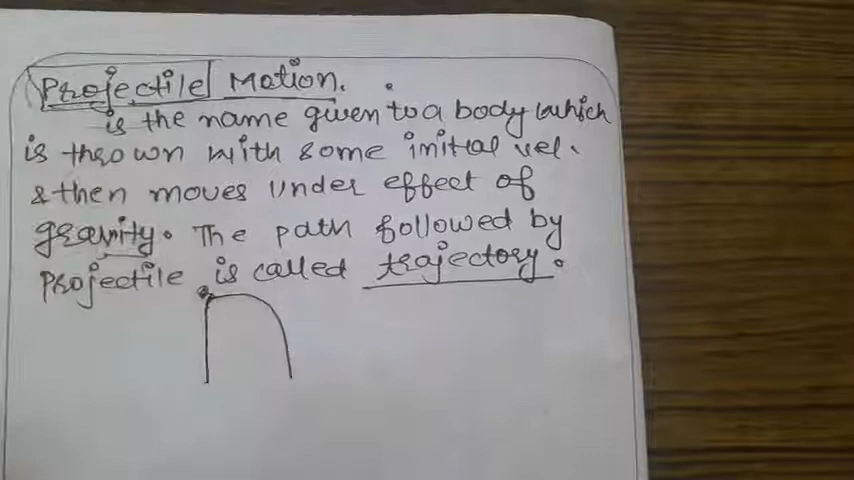 Projectile Motion.
is the name given to a body which
is thrown with some initial vel.
& then moves under effect of
gravity. The path followed by
projectile is called trajectory.